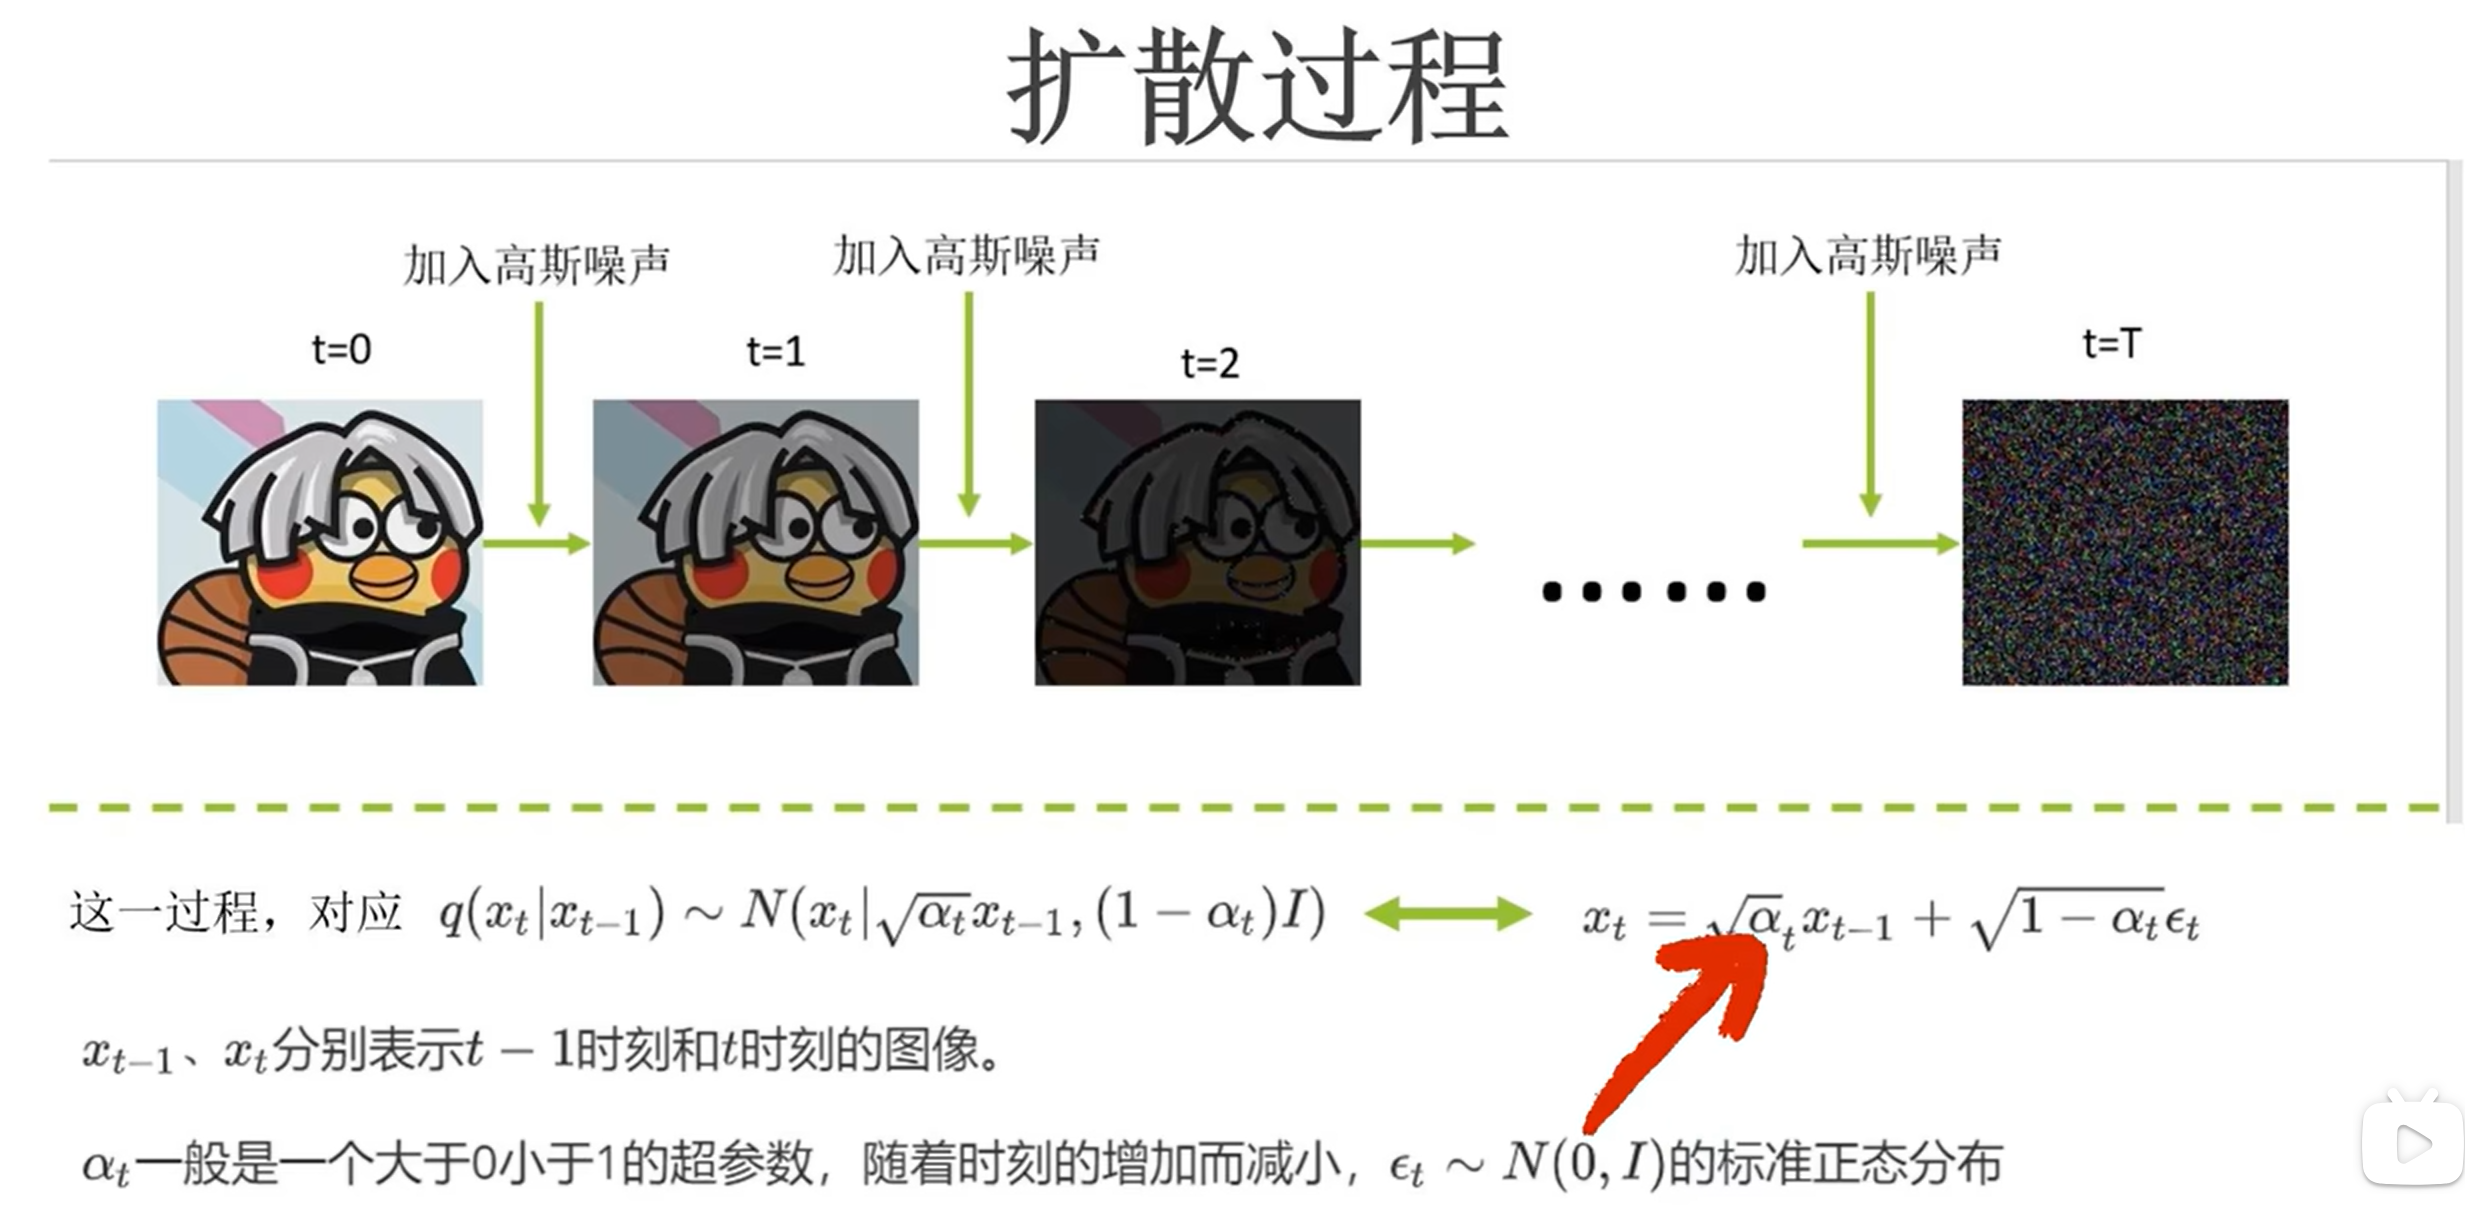 扩散过程
加入高斯噪声
加入高斯噪声
加入高斯噪声
t=0
t=1
t=2
t=T
......
这一过程，对应 $q(x_t|x_{t-1}) \sim N(x_t|\sqrt{\alpha_t}x_{t-1}, (1-\alpha_t)I)$ $x_t = \sqrt{\alpha}_t x_{t-1} + \sqrt{1-\alpha_t}\epsilon_t$
$x_{t-1}$、$x_t$分别表示$t-1$时刻和$t$时刻的图像。
$\alpha_t$一般是一个大于0小于1的超参数，随着时刻的增加而减小，$\epsilon_t \sim N(0, I)$的标准正态分布